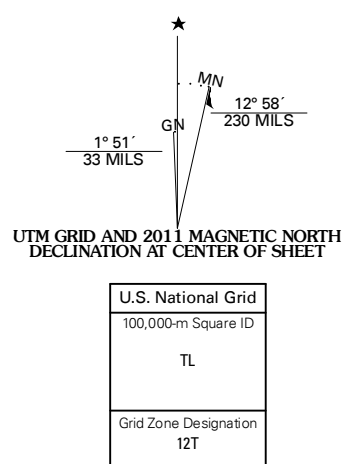 MN
12° 58´
230 MILS
GN
1° 51´
33 MILS
UTM GRID AND 2011 MAGNETIC NORTH
DECLINATION AT CENTER OF SHEET
U.S. National Grid
100,000-m Square ID
TL
Grid Zone Designation
12T